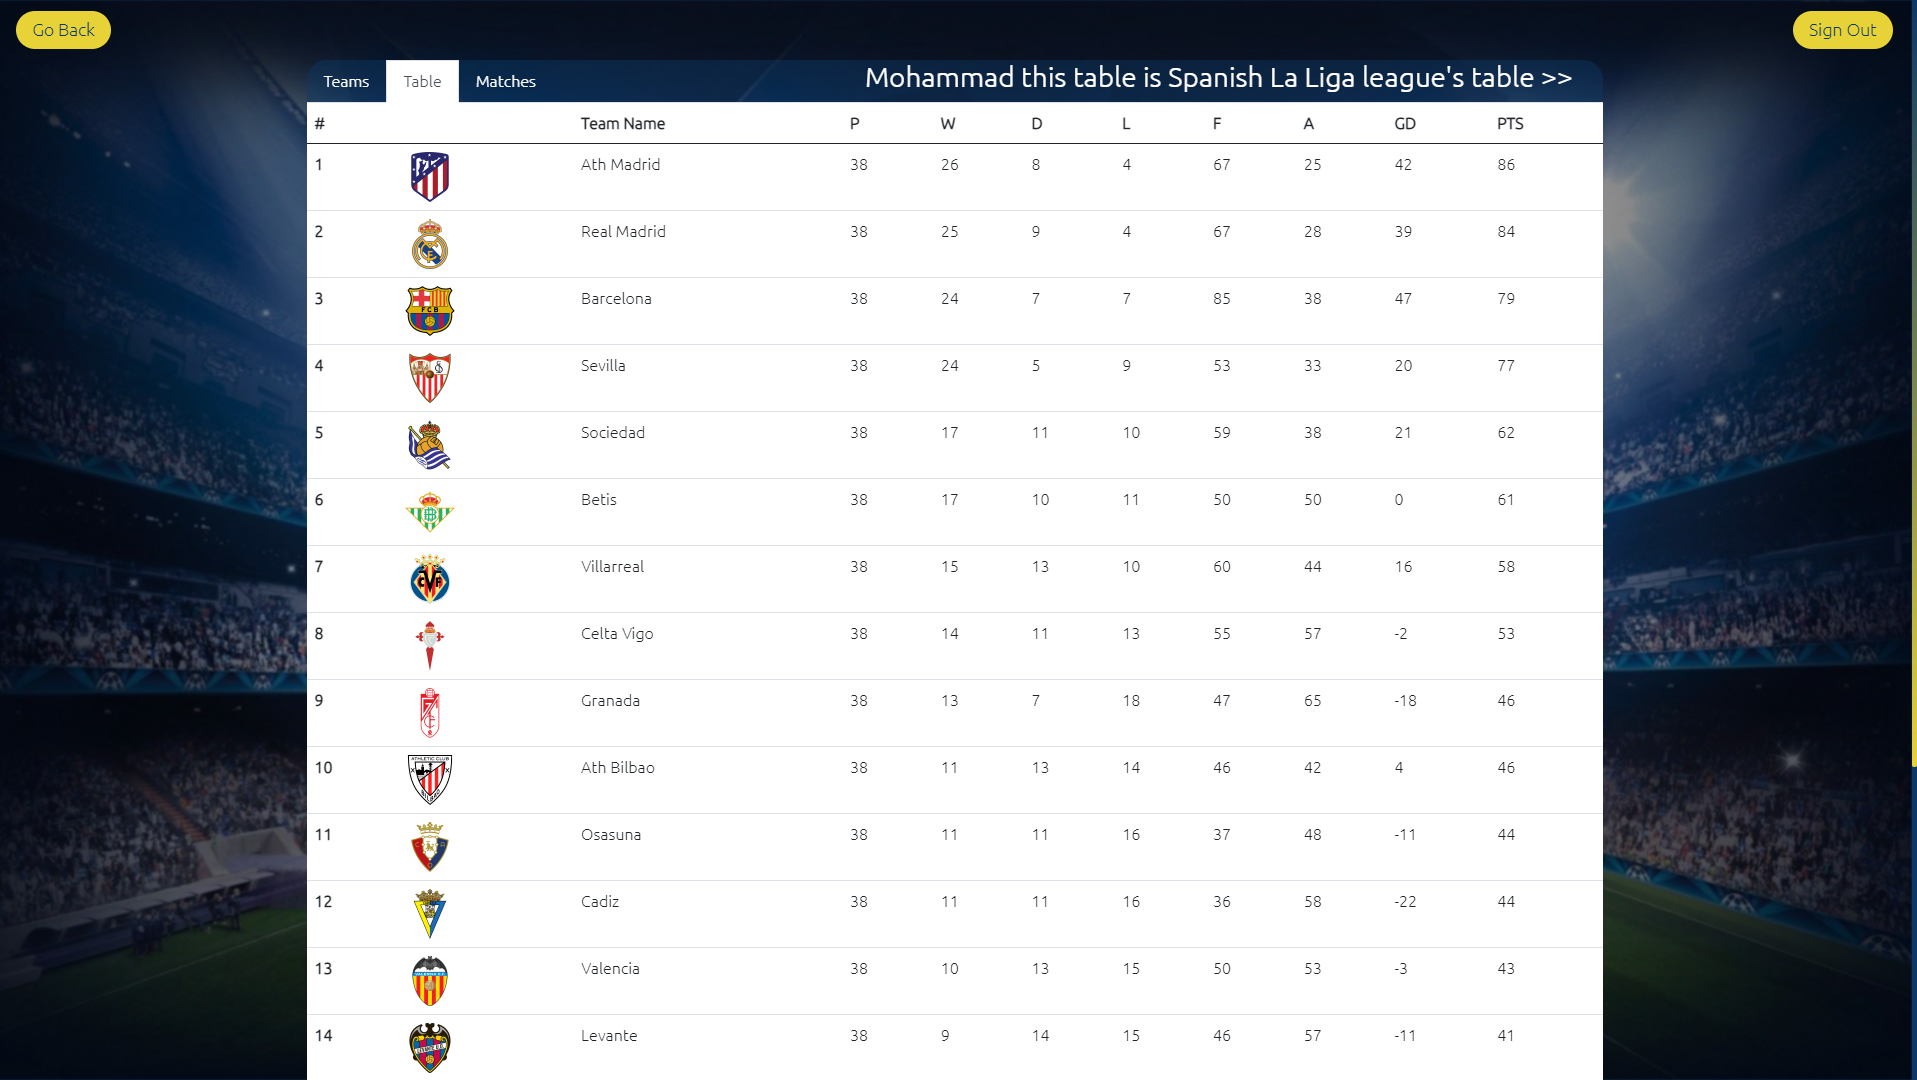 Go Back
Sign Out
Teams Table Matches Mohammad this table is Spanish La Liga league's table >>
# Team Name P W D L F A GD PTS
1 Ath Madrid 38 26 8 4 67 25 42 86
2 Real Madrid 38 25 9 4 67 28 39 84
3 Barcelona 38 24 7 7 85 38 47 79
4 Sevilla 38 24 5 9 53 33 20 77
5 Sociedad 38 17 11 10 59 38 21 62
6 Betis 38 17 10 11 50 50 0 61
7 Villarreal 38 15 13 10 60 44 16 58
8 Celta Vigo 38 14 11 13 55 57 -2 53
9 Granada 38 13 7 18 47 65 -18 46
10 Ath Bilbao 38 11 13 14 46 42 4 46
11 Osasuna 38 11 11 16 37 48 -11 44
12 Cadiz 38 11 11 16 36 58 -22 44
13 Valencia 38 10 13 15 50 53 -3 43
14 Levante 38 9 14 15 46 57 -11 41